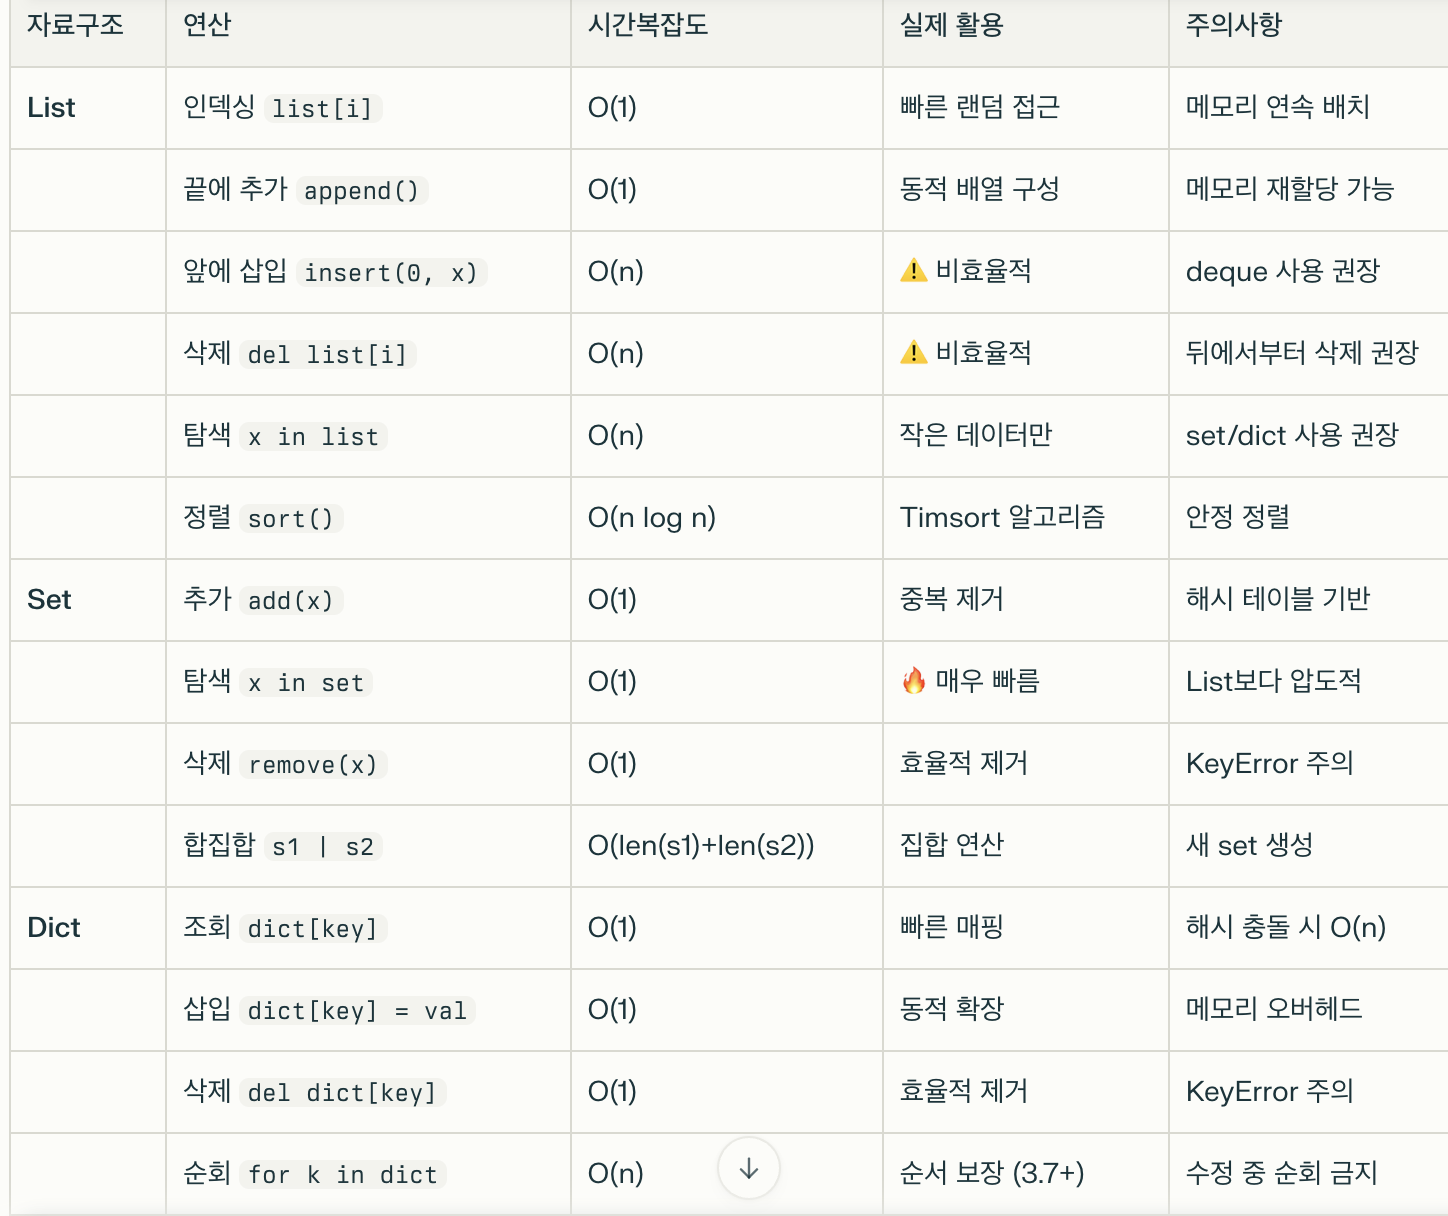 자료구조 연산 시간복잡도 실제 활용 주의사항
List 인덱싱 list[i] O(1) 빠른 랜덤 접근 메모리 연속 배치
끝에 추가 append() O(1) 동적 배열 구성 메모리 재할당 가능
앞에 삽입 insert(0, x) O(n) ⚠️ 비효율적 deque 사용 권장
삭제 del list[i] O(n) ⚠️ 비효율적 뒤에서부터 삭제 권장
탐색 x in list O(n) 작은 데이터만 set/dict 사용 권장
정렬 sort() O(n log n) Timsort 알고리즘 안정 정렬
Set 추가 add(x) O(1) 중복 제거 해시 테이블 기반
탐색 x in set O(1) 🔥 매우 빠름 List보다 압도적
삭제 remove(x) O(1) 효율적 제거 KeyError 주의
합집합 s1 | s2 O(len(s1)+len(s2)) 집합 연산 새 set 생성
Dict 조회 dict[key] O(1) 빠른 매핑 해시 충돌 시 O(n)
삽입 dict[key] = val O(1) 동적 확장 메모리 오버헤드
삭제 del dict[key] O(1) 효율적 제거 KeyError 주의
순회 for k in dict O(n) 순서 보장 (3.7+) 수정 중 순회 금지